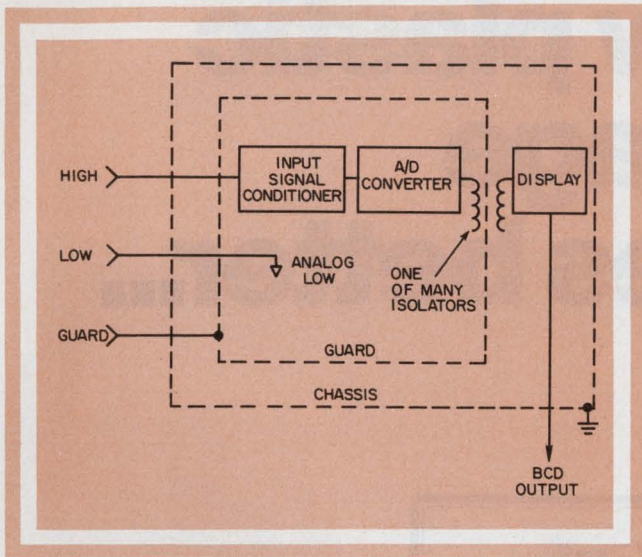 HIGH
INPUT
SIGNAL
CONDITIONER
A/D
CONVERTER
DISPLAY
LOW
ANALOG
LOW
ONE
OF MANY
ISOLATORS
GUARD
GUARD
CHASSIS
BCD
OUTPUT